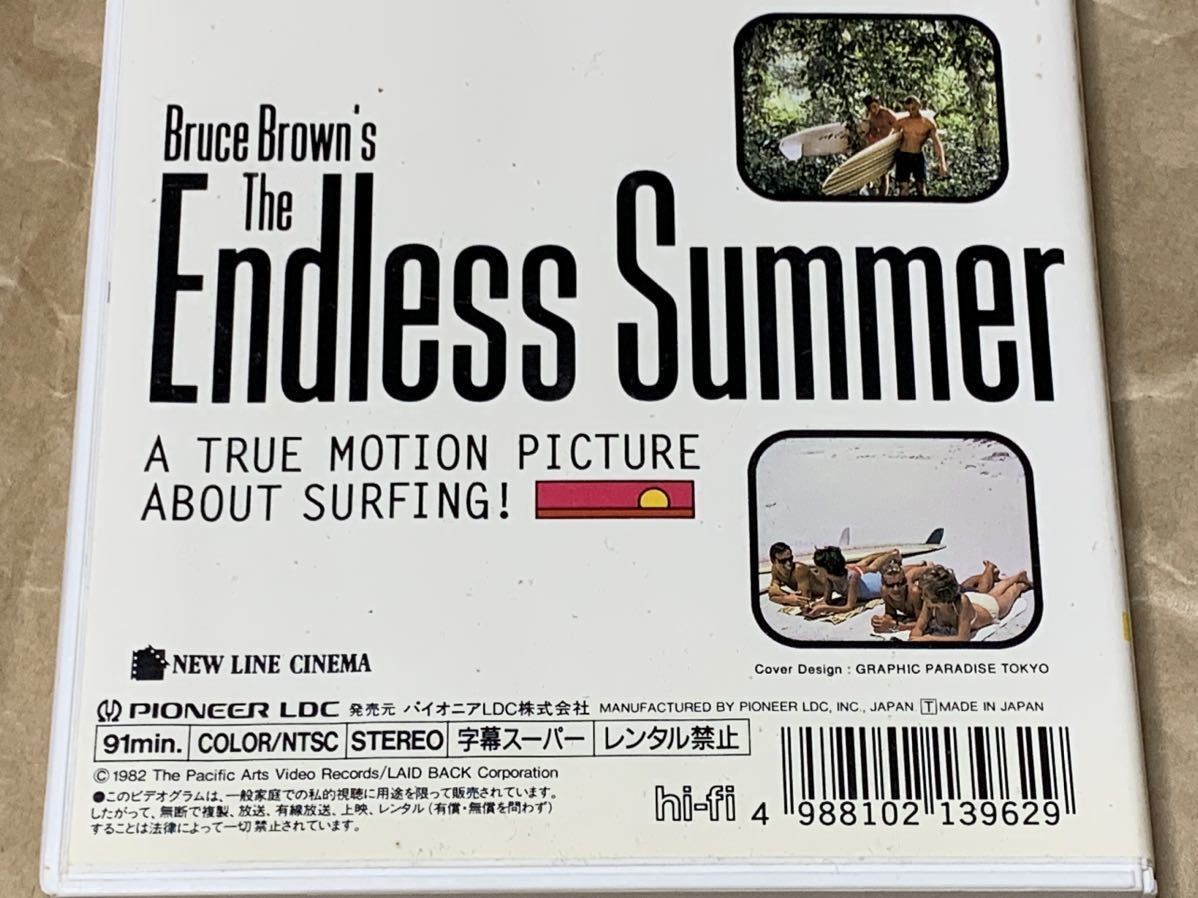 Bruce Brown's
The
Endless Summer
A TRUE MOTION PICTURE
ABOUT SURFING!
Cover Design : GRAPHIC PARADISE TOKYO
NEW LINE CINEMA
PIONEER LDC 発売元 パイオニアLDC株式会社 MANUFACTURED BY PIONEER LDC, INC., JAPAN T MADE IN JAPAN
91min. COLOR/NTSC STEREO 字幕スーパー レンタル禁止
©1982 The Pacific Arts Video Records/LAID BACK Corporation
●このビデオグラムは、一般家庭での私的視聴に用途を限って販売されています。
したがって、無断で複製、放送、有線放送、上映、レンタル(有償・無償を問わず)
することは法律によって一切禁止されています。
hi-fi 4 988102 139629